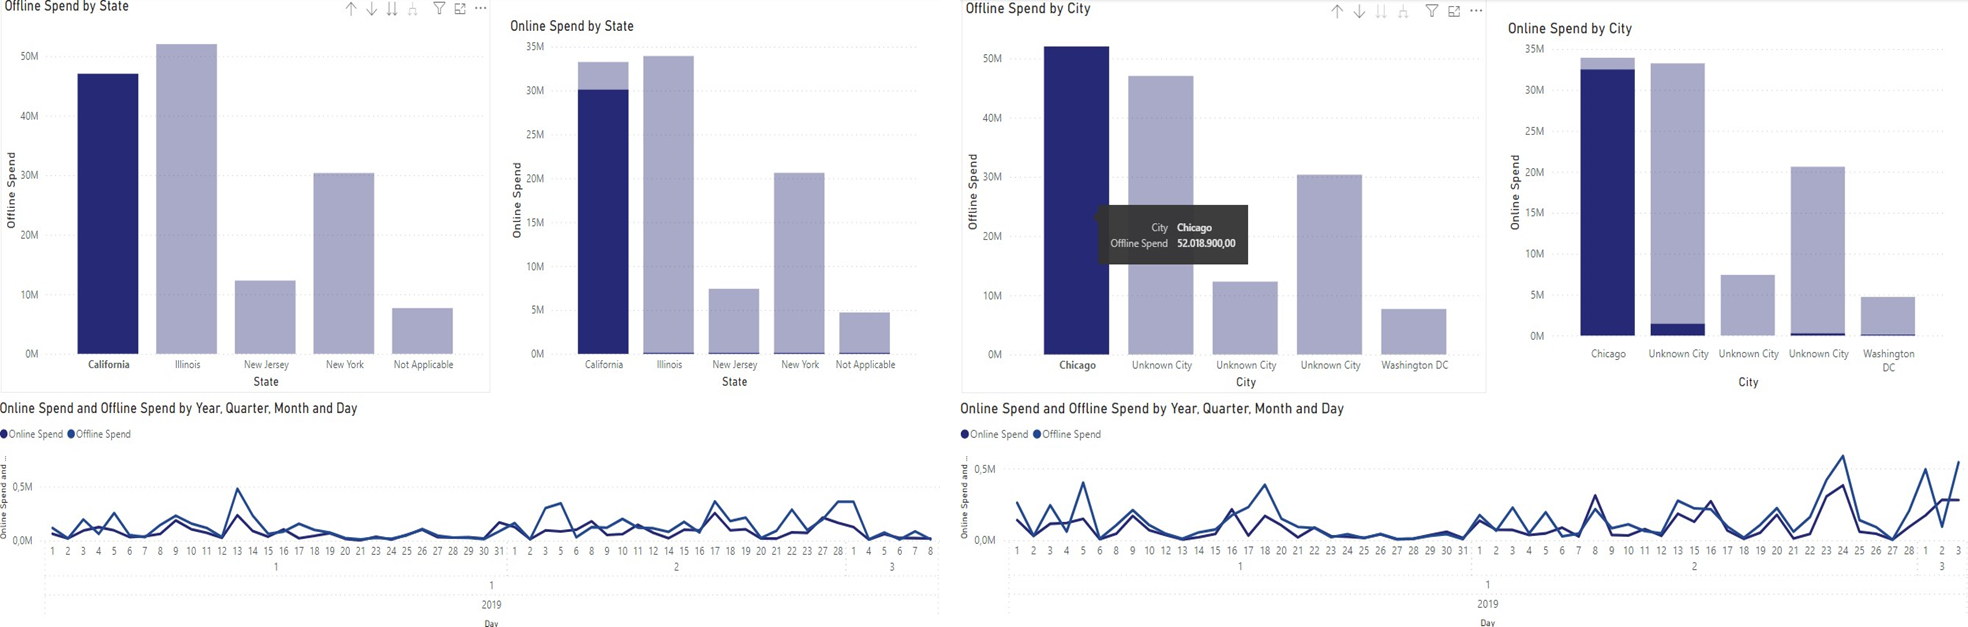 Offline Spend by State
50M
40M
30M
20M
10M
0M
Offline Spend
California Illinois New Jersey New York Not Applicable
State
Online Spend by State
35M
30M
25M
20M
15M
10M
5M
0M
Online Spend
California Illinois New Jersey New York Not Applicable
State
Online Spend and Offline Spend by Year, Quarter, Month and Day
Online Spend Offline Spend
Online Spend and ...
0,5M
0,0M
1 2 3 4 5 6 7 8 9 10 11 12 13 14 15 16 17 18 19 20 21 23 24 25 26 27 28 29 30 31 1 2 3 5 6 8 9 10 11 12 14 15 16 17 18 19 20 21 22 23 27 28 1 4 5 6 7 8
1 2 3
1
2019
Day
Offline Spend by City
50M
40M
30M
20M
10M
0M
Offline Spend
City Chicago
Offline Spend 52.018.900,00
Chicago Unknown City Unknown City Unknown City Washington DC
City
Online Spend by City
35M
30M
25M
20M
15M
10M
5M
0M
Online Spend
Chicago Unknown City Unknown City Unknown City Washington
DC
City
Online Spend and Offline Spend by Year, Quarter, Month and Day
Online Spend Offline Spend
Online Spend and ...
0,5M
0,0M
1 2 3 4 5 6 8 9 10 12 13 14 15 16 17 18 20 21 22 23 24 25 26 27 28 29 30 31 1 2 3 4 5 6 7 8 9 10 11 12 13 15 16 17 18 19 20 21 22 23 24 25 26 27 28 1 2 3
1 2 3
1
2019
Day